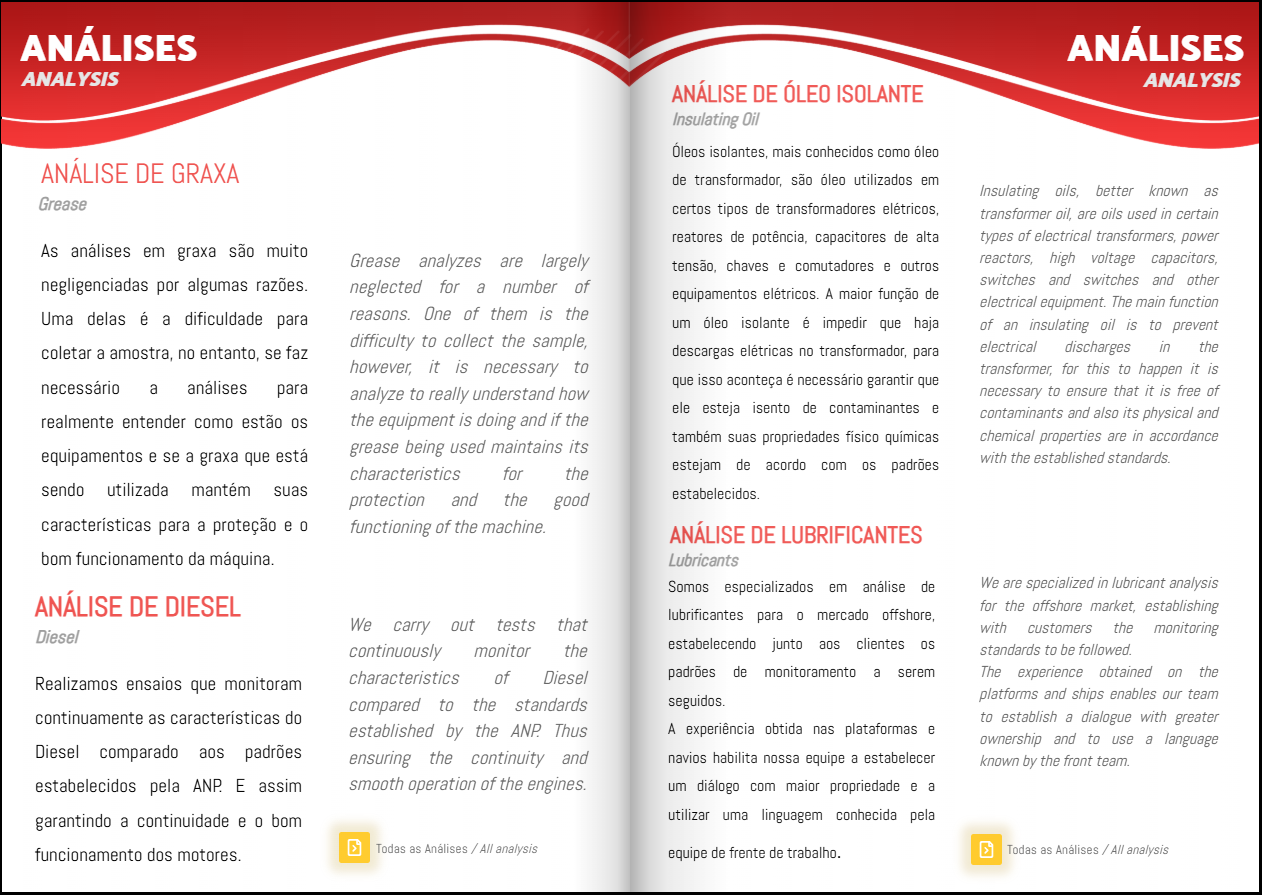 ANÁLISES
ANALYSIS
ANÁLISE DE GRAXA
Grease
As análises em graxa são muito
negligenciadas por algumas razões.
Uma delas é a dificuldade para
coletar a amostra, no entanto, se faz
necessário a análises para
realmente entender como estão os
equipamentos e se a graxa que está
sendo utilizada mantém suas
características para a proteção e o
bom funcionamento da máquina.
Grease analyzes are largely
neglected for a number of
reasons. One of them is the
difficulty to collect the sample,
however, it is necessary to
analyze to really understand how
the equipment is doing and if the
grease being used maintains its
characteristics for the
protection and the good
functioning of the machine.
ANÁLISE DE DIESEL
Diesel
Realizamos ensaios que monitoram
continuamente as características do
Diesel comparado aos padrões
estabelecidos pela ANP. E assim
garantindo a continuidade e o bom
funcionamento dos motores.
We carry out tests that
continuously monitor the
characteristics of Diesel
compared to the standards
established by the ANP. Thus
ensuring the continuity and
smooth operation of the engines.
Todas as Análises / All analysis
ANÁLISES
ANALYSIS
ANÁLISE DE ÓLEO ISOLANTE
Insulating Oil
Óleos isolantes, mais conhecidos como óleo
de transformador, são óleo utilizados em
certos tipos de transformadores elétricos,
reatores de potência, capacitores de alta
tensão, chaves e comutadores e outros
equipamentos elétricos. A maior função de
um óleo isolante é impedir que haja
descargas elétricas no transformador, para
que isso aconteça é necessário garantir que
ele esteja isento de contaminantes e
também suas propriedades físico químicas
estejam de acordo com os padrões
estabelecidos.
Insulating oils, better known as
transformer oil, are oils used in certain
types of electrical transformers, power
reactors, high voltage capacitors,
switches and switches and other
electrical equipment. The main function
of an insulating oil is to prevent
electrical discharges in the
transformer, for this to happen it is
necessary to ensure that it is free of
contaminants and also its physical and
chemical properties are in accordance
with the established standards.
ANÁLISE DE LUBRIFICANTES
Lubricants
Somos especializados em análise de
lubrificantes para o mercado offshore,
estabelecendo junto aos clientes os
padrões de monitoramento a serem
seguidos.
A experiência obtida nas plataformas e
navios habilita nossa equipe a estabelecer
um diálogo com maior propriedade e a
utilizar uma linguagem conhecida pela
equipe de frente de trabalho.
We are specialized in lubricant analysis
for the offshore market, establishing
with customers the monitoring
standards to be followed.
The experience obtained on the
platforms and ships enables our team
to establish a dialogue with greater
ownership and to use a language
known by the front team.
Todas as Análises / All analysis